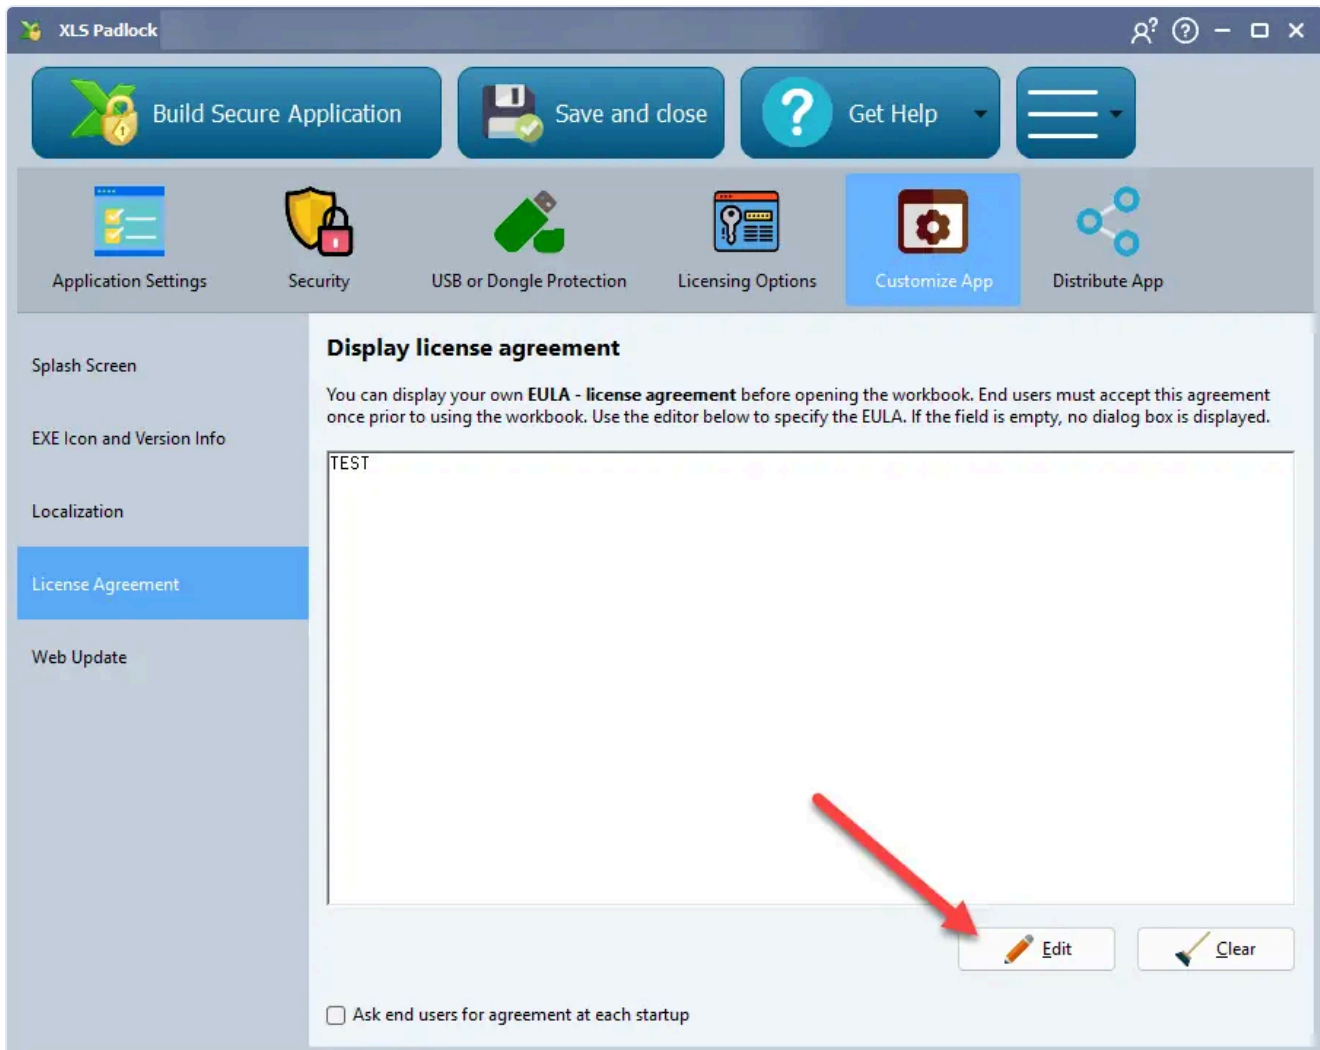 XLS Padlock
Build Secure Application
Save and close
Get Help
Application Settings
Security
USB or Dongle Protection
Licensing Options
Customize App
Distribute App
Splash Screen
EXE Icon and Version Info
Localization
License Agreement
Web Update
Display license agreement
You can display your own EULA - license agreement before opening the workbook. End users must accept this agreement
once prior to using the workbook. Use the editor below to specify the EULA. If the field is empty, no dialog box is displayed.
TEST
Edit
Clear
Ask end users for agreement at each startup